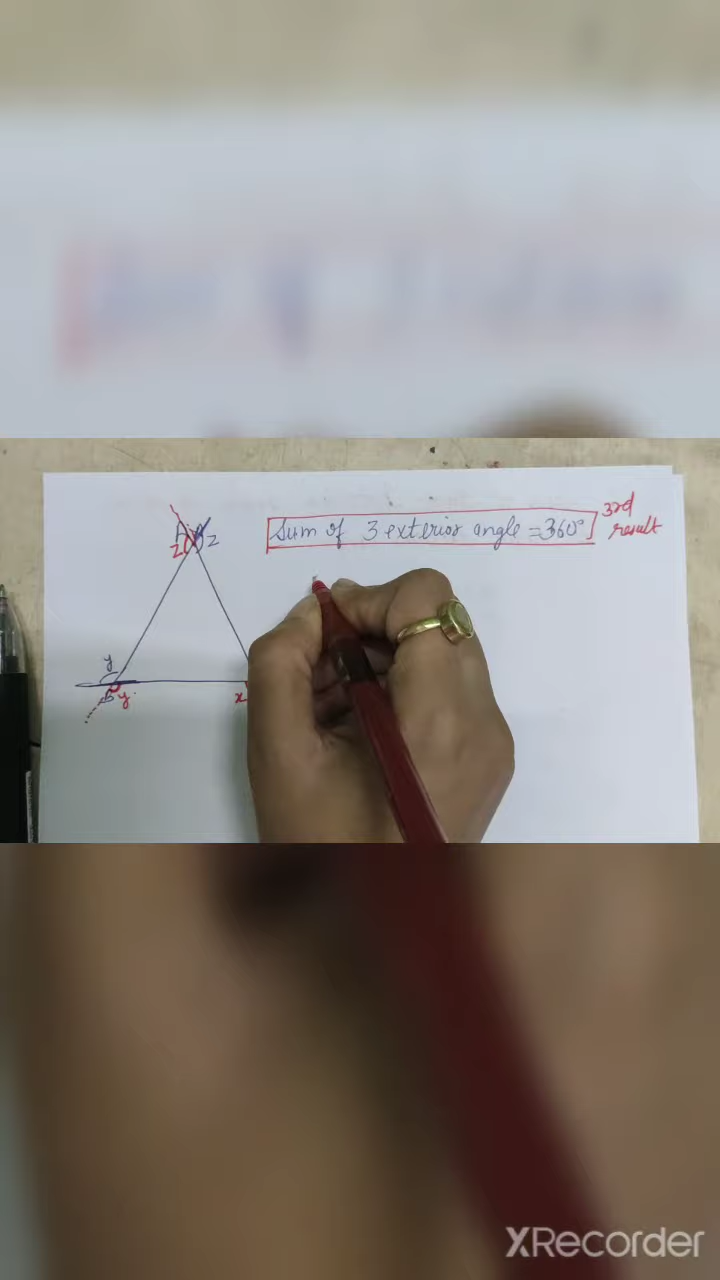 Sum of 3 exterior angle = 360°
3rd
result
A
Z
Z
y
B
y
x
XRecorder